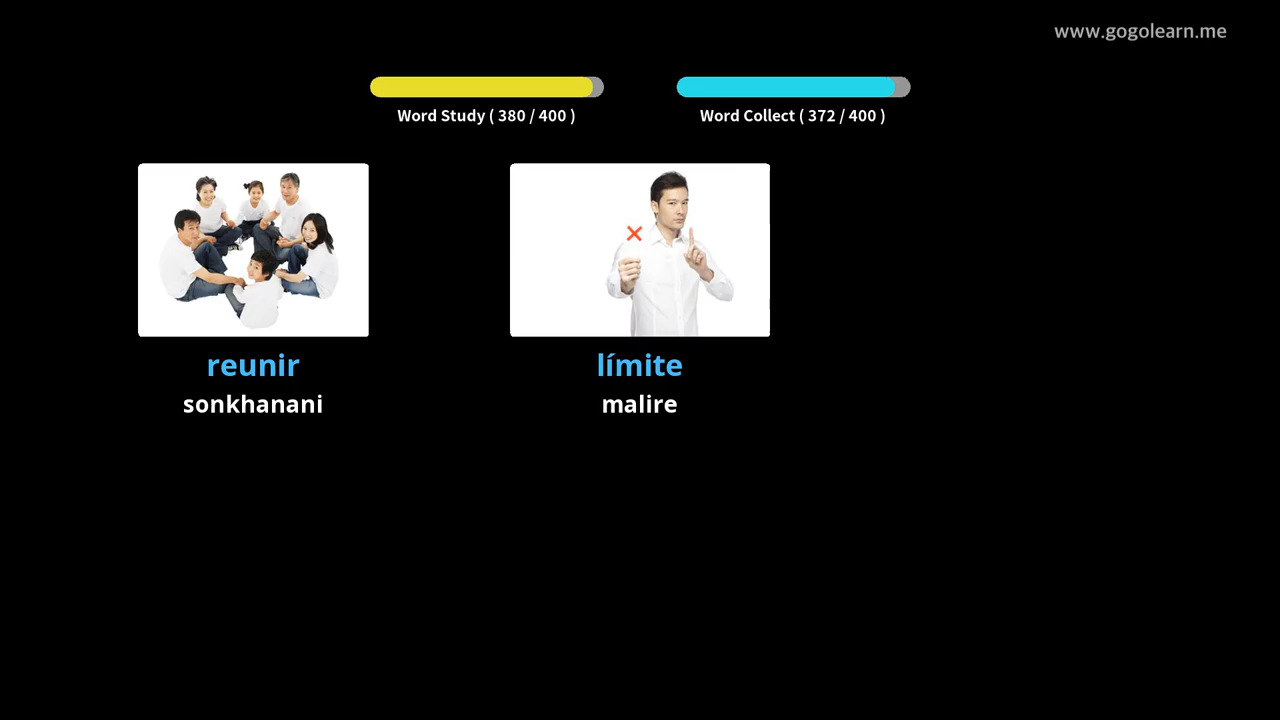 www.gogolearn.me
Word Study ( 380 / 400 )
Word Collect ( 372 / 400 )
reunir
sonkhanani
límite
malire